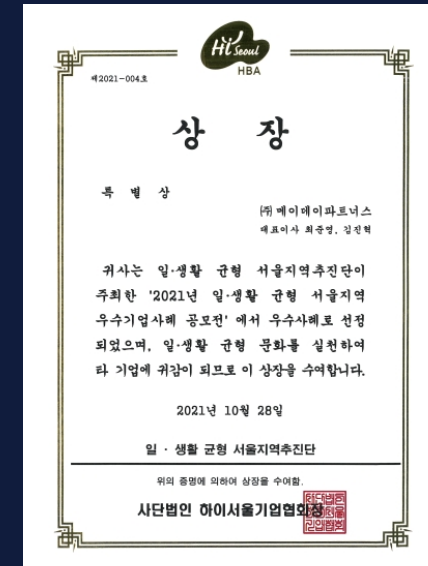 Hi Seoul
HBA
제2021-004호
상 장
특 별 상
㈜ 메이데이파트너스
대표이사 최준영, 김진혁
귀사는 일·생활 균형 서울지역추진단이
주최한 '2021년 일·생활 균형 서울지역
우수기업사례 공모전' 에서 우수사례로 선정
되었으며, 일·생활 균형 문화를 실천하여
타 기업에 귀감이 되므로 이 상장을 수여합니다.
2021년 10월 28일
일 · 생활 균형 서울지역추진단
위의 증명에 의하여 상장을 수여함.
사단법인 하이서울기업협회장